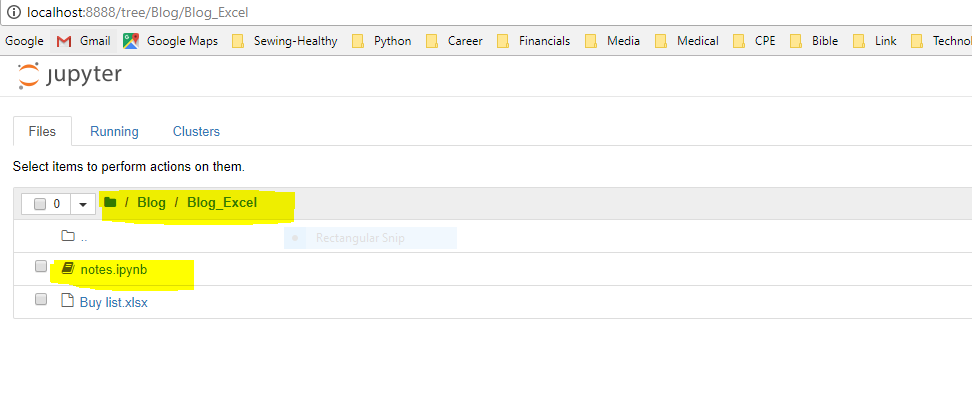 localhost:8888/tree/Blog/Blog_Excel
Google Gmail Google Maps Sewing-Healthy Python Career Financials Media Medical CPE Bible Link Technol
jupyter
Files Running Clusters
Select items to perform actions on them.
0 / Blog / Blog_Excel
..
Rectangular Snip
notes.ipynb
Buy list.xlsx